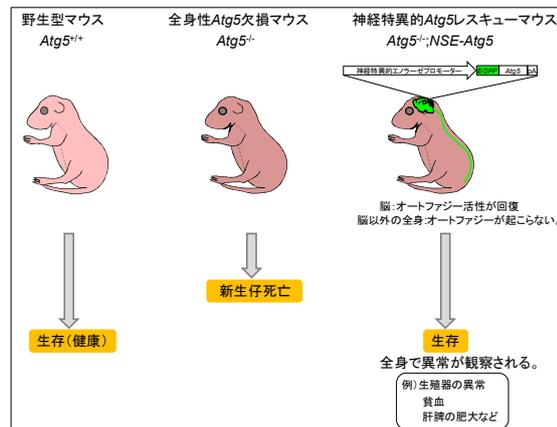 野生型マウス
Atg5+/+
全身性Atg5欠損マウス
Atg5-/-
神経特異的Atg5レスキューマウス
Atg5-/-;NSE-Atg5
神経特異的エノラーゼプロモーター
EGFP
Atg5
pA
脳:オートファジー活性が回復
脳以外の全身:オートファジーが起こらない。
新生仔死亡
生存(健康)
生存
全身で異常が観察される。
例)生殖器の異常
貧血
肝脾の肥大など